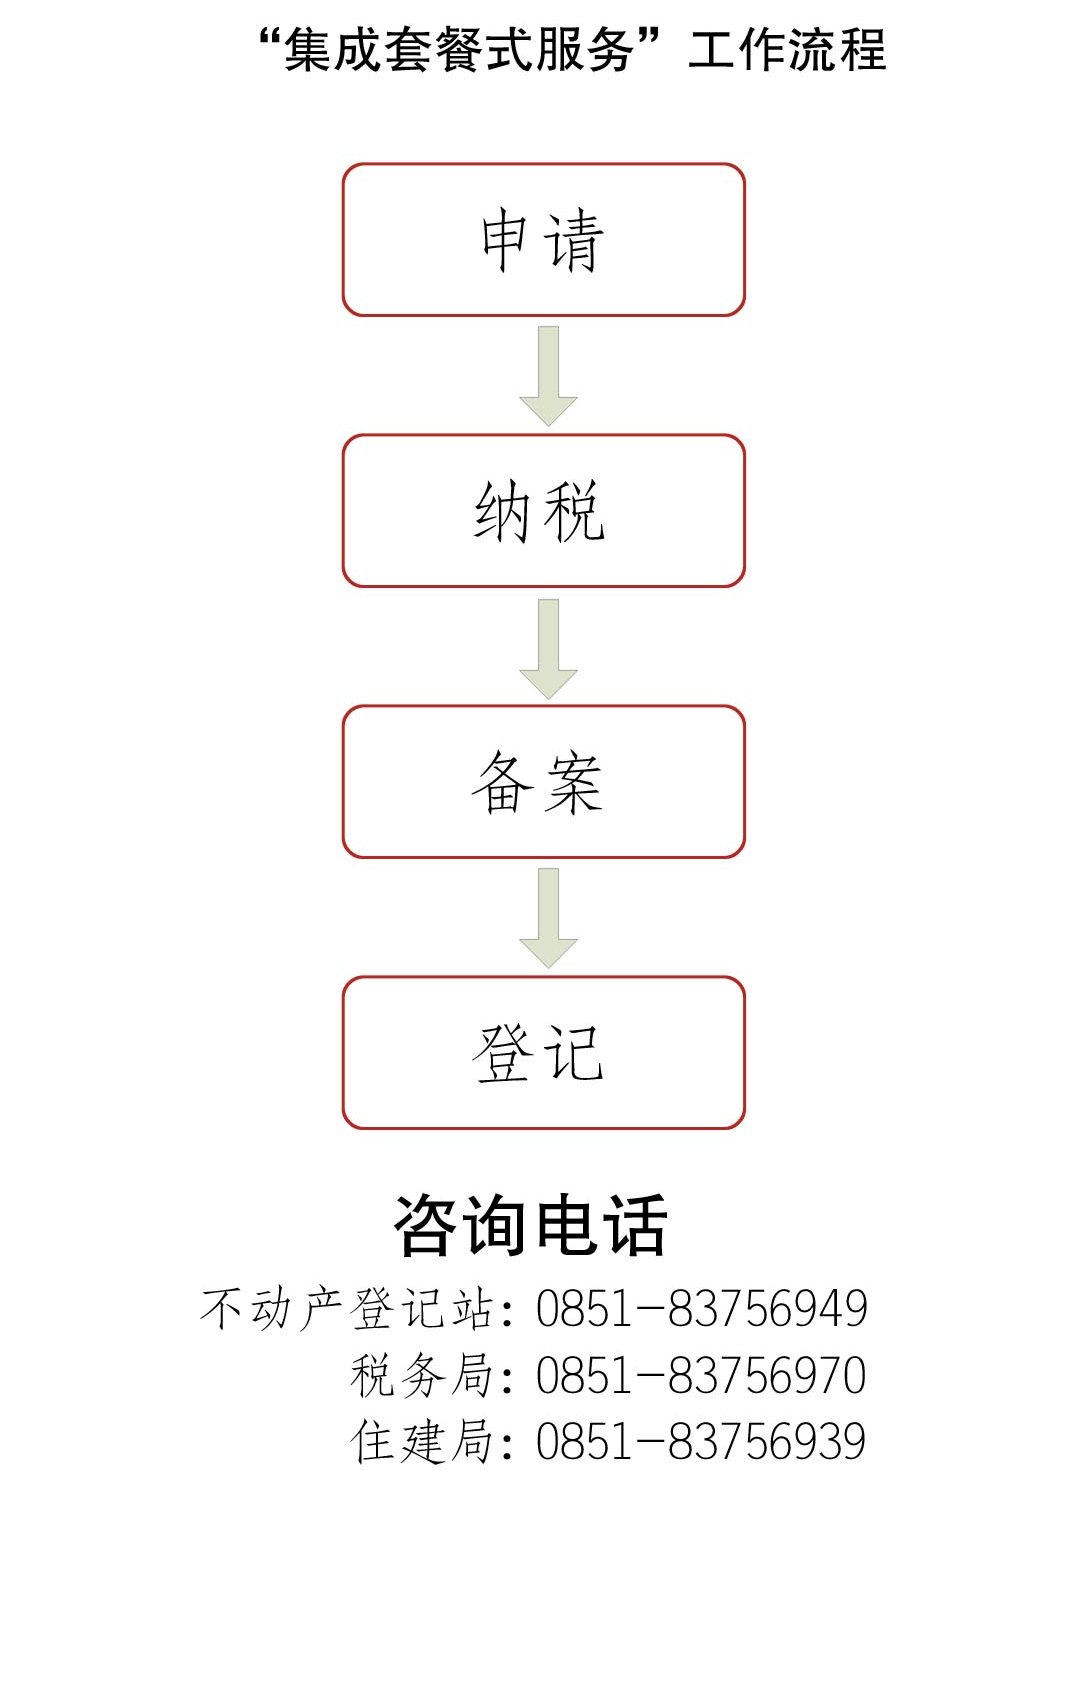 “集成套餐式服务”工作流程
申请
纳税
备案
登记
咨询电话
不动产登记站：0851-83756949
税务局：0851-83756970
住建局：0851-83756939